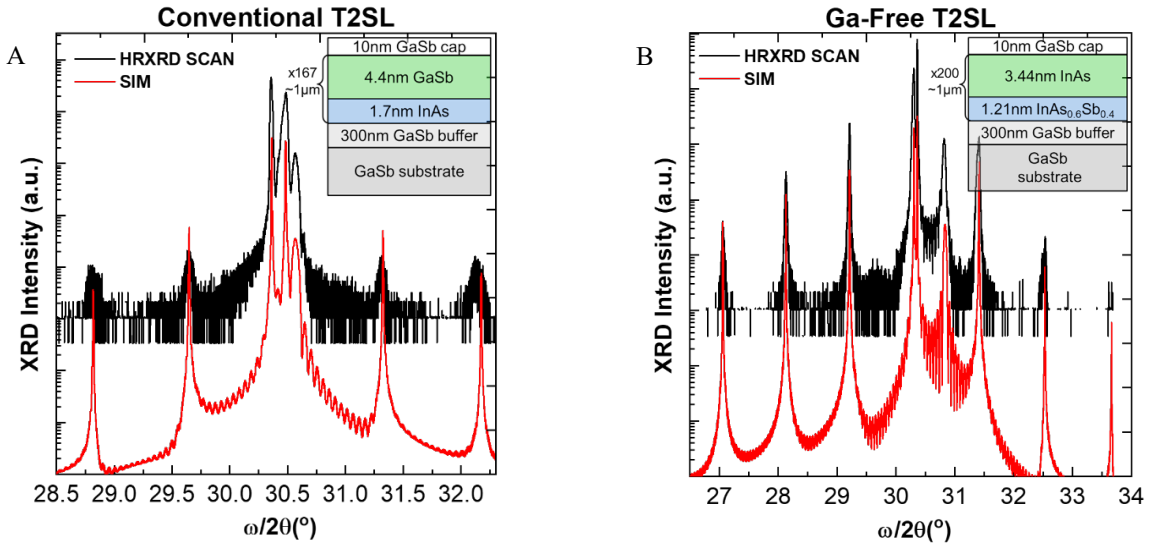 Conventional T2SL
A
HRXRD SCAN
SIM
10nm GaSb cap
x167
~1μm
4.4nm GaSb
1.7nm InAs
300nm GaSb buffer
GaSb substrate
XRD Intensity (a.u.)
28.5 29.0 29.5 30.0 30.5 31.0 31.5 32.0
ω/2θ(°)
Ga-Free T2SL
B
HRXRD SCAN
SIM
10nm GaSb cap
x200
~1μm
3.44nm InAs
1.21nm InAs₀.₆Sb₀.₄
300nm GaSb buffer
GaSb
substrate
XRD Intensity (a.u.)
27 28 29 30 31 32 33 34
ω/2θ(°)